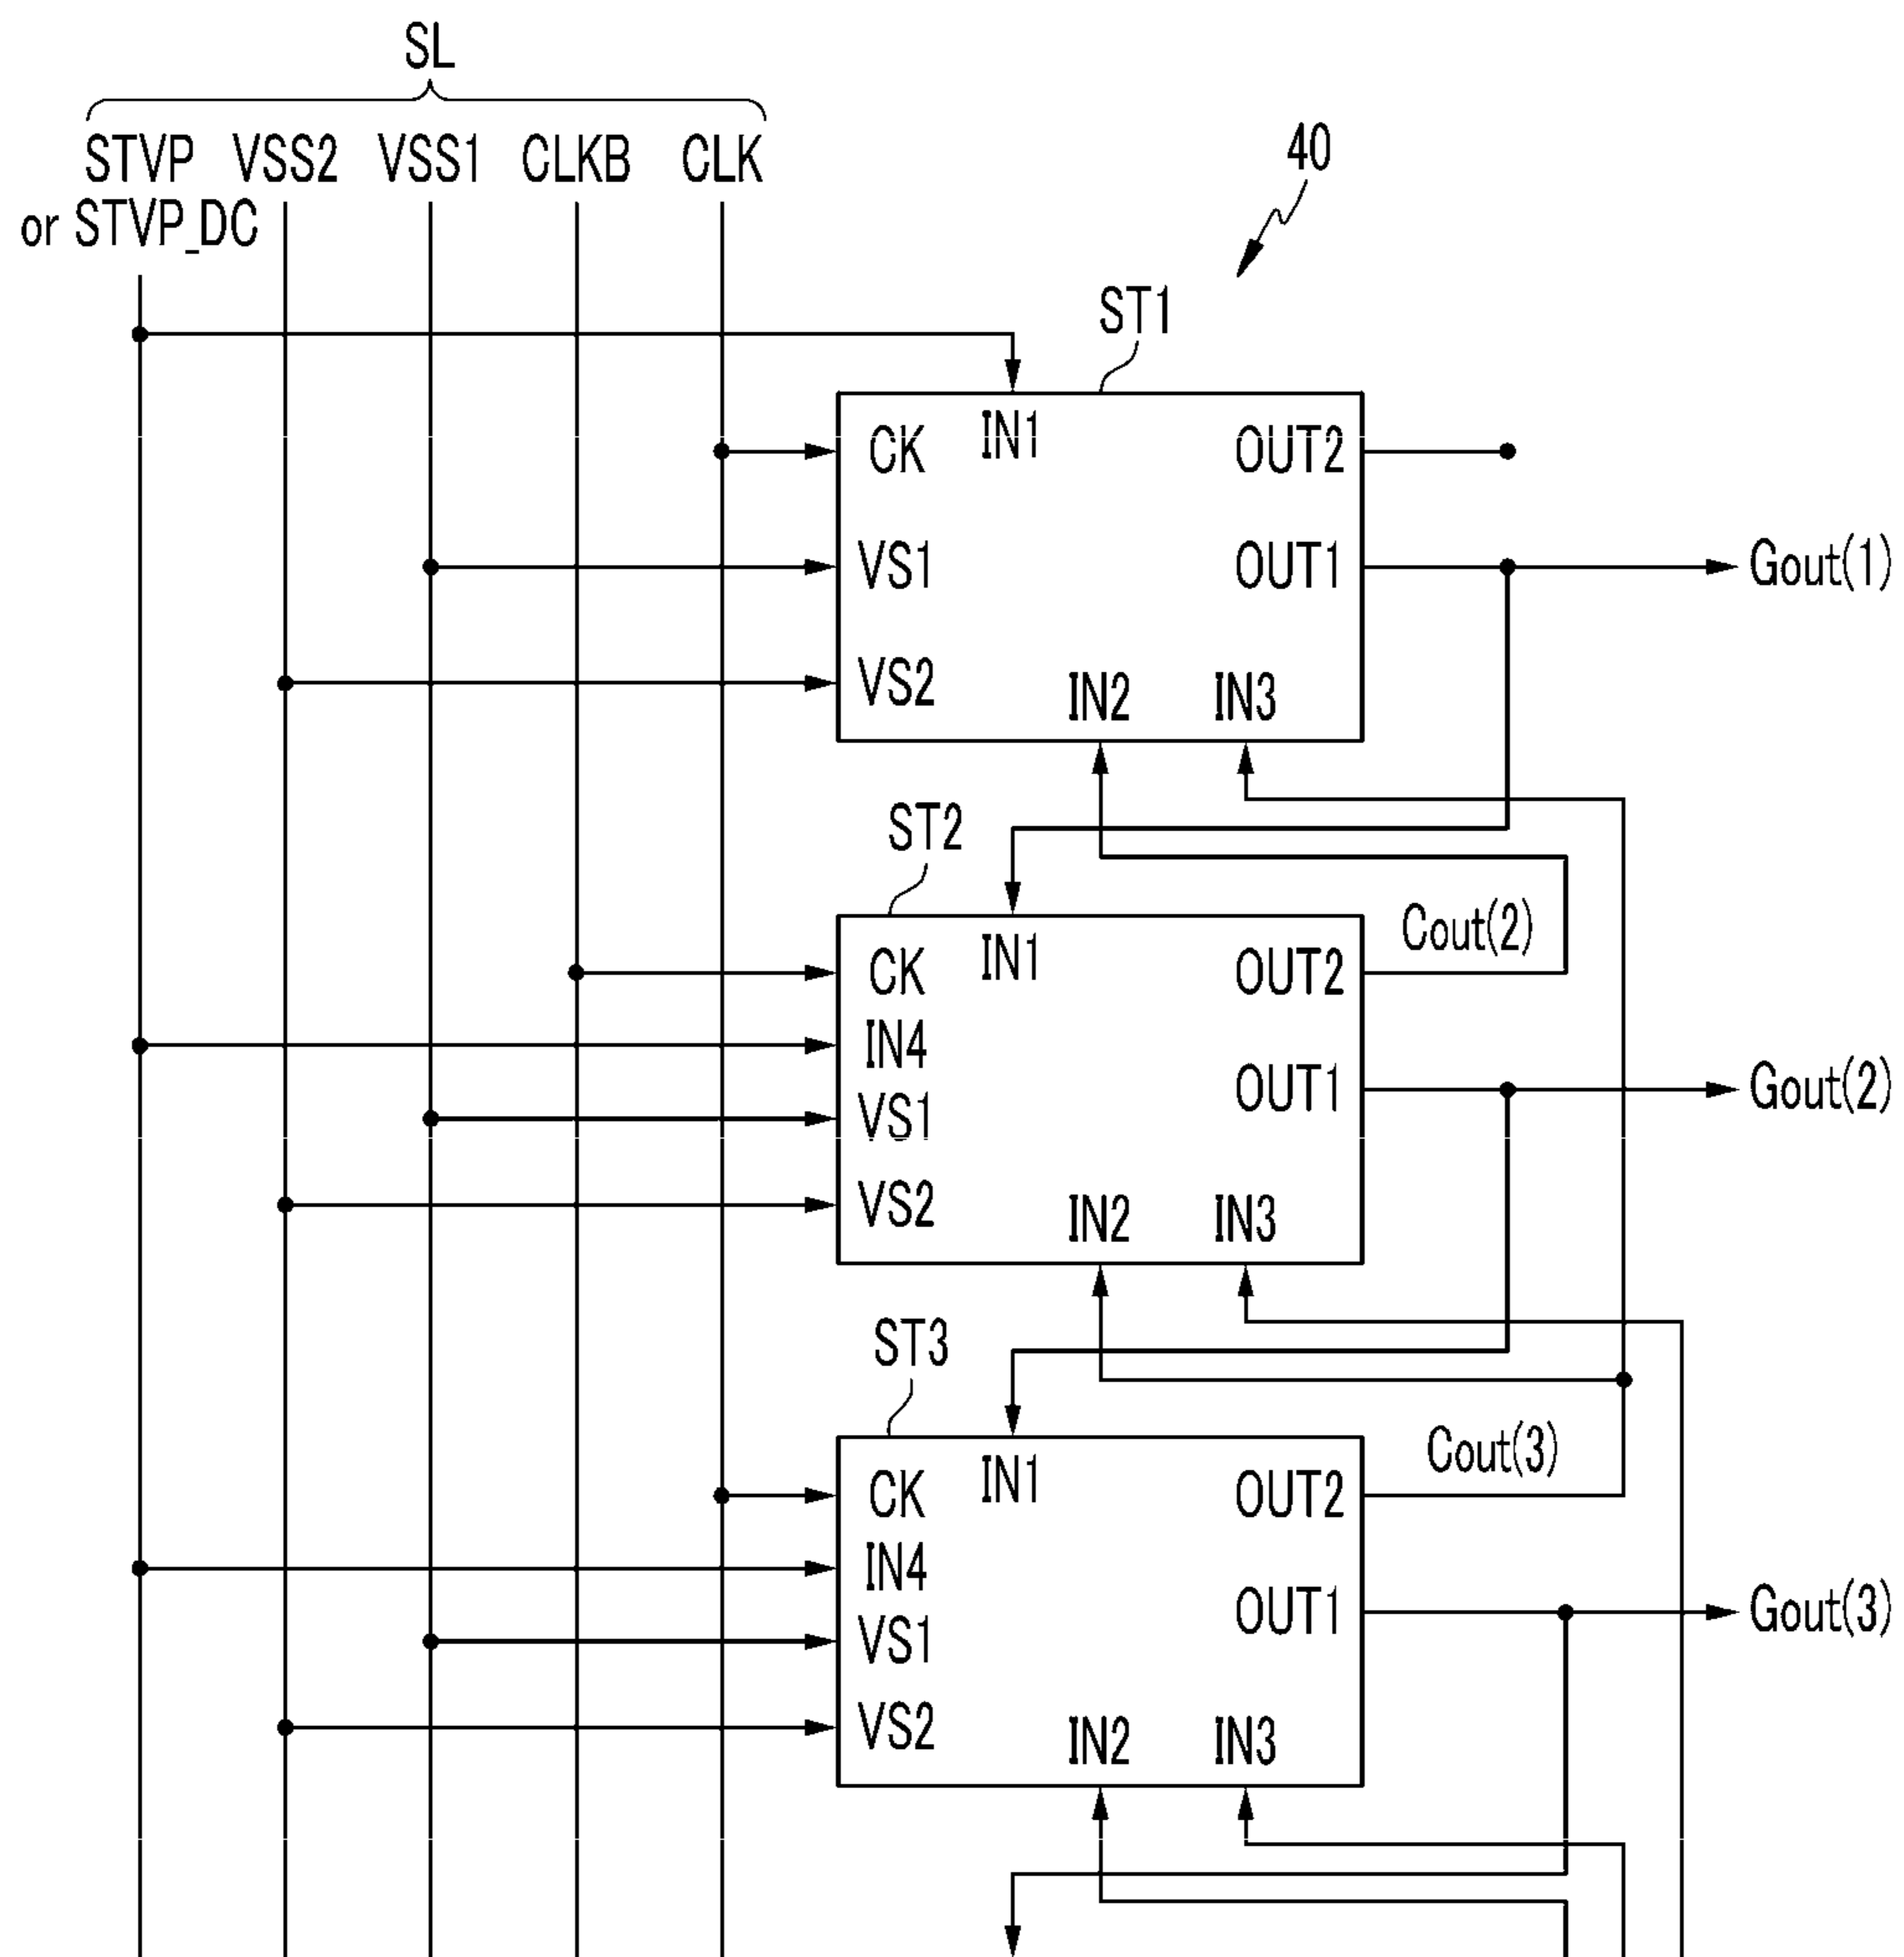 SL
STVP VSS2 VSS1 CLKB CLK
or STVP_DC
40
ST1
CK IN1 OUT2
VS1 OUT1 Gout(1)
VS2 IN2 IN3
ST2
Cout(2)
CK IN1 OUT2
IN4
VS1 OUT1 Gout(2)
VS2 IN2 IN3
ST3
Cout(3)
CK IN1 OUT2
IN4
VS1 OUT1 Gout(3)
VS2 IN2 IN3